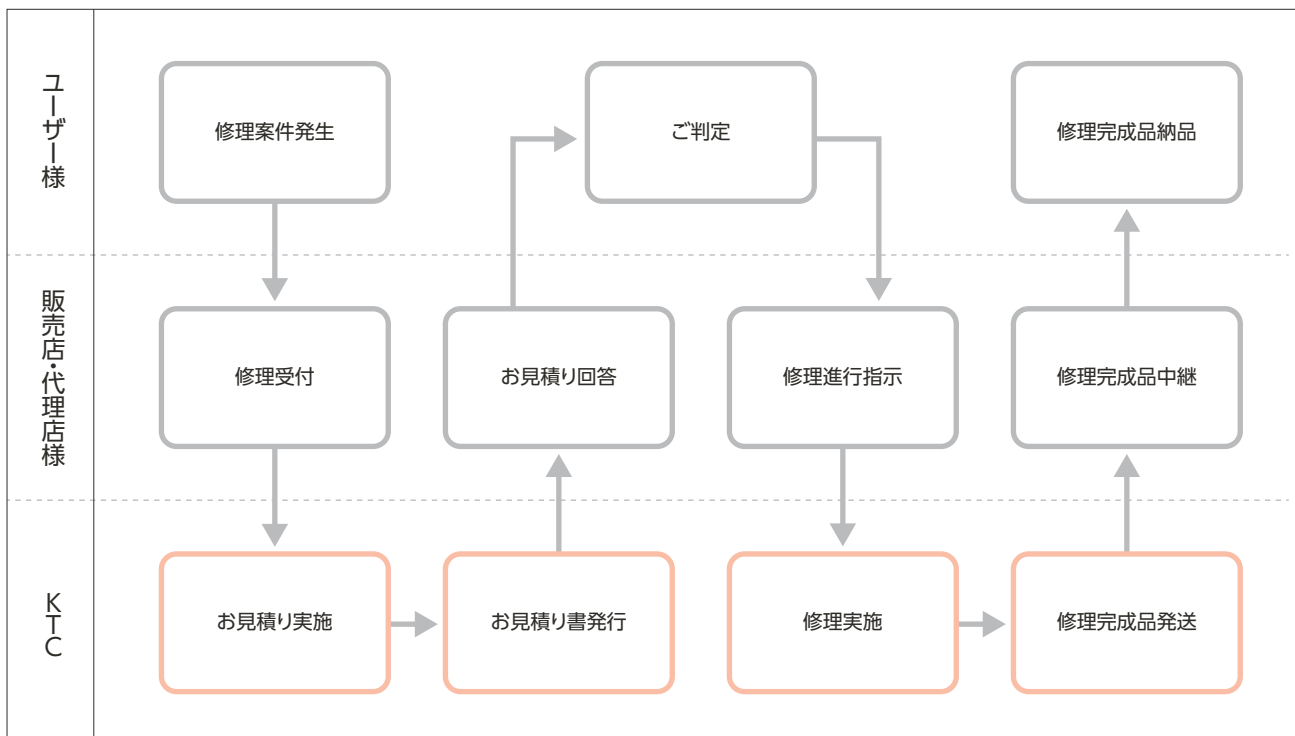 ユーザー様
修理案件発生
ご判定
修理完成品納品
販売店・代理店様
修理受付
お見積り回答
修理進行指示
修理完成品中継
KTC
お見積り実施
お見積り書発行
修理実施
修理完成品発送